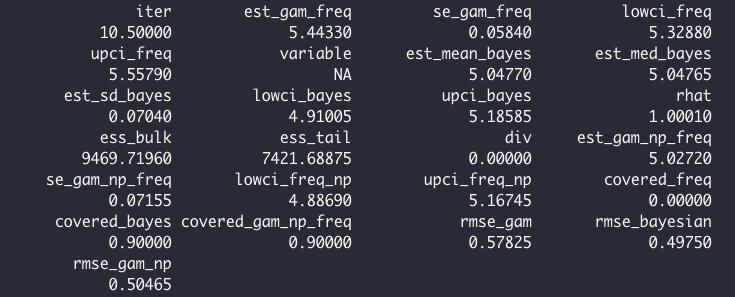 iter est_gam_freq se_gam_freq lowci_freq
10.50000 5.44330 0.05840 5.32880
upci_freq variable est_mean_bayes est_med_bayes
5.55790 NA 5.04770 5.04765
est_sd_bayes lowci_bayes upci_bayes rhat
0.07040 4.91005 5.18585 1.00010
ess_bulk ess_tail div est_gam_np_freq
9469.71960 7421.68875 0.00000 5.02720
se_gam_np_freq lowci_freq_np upci_freq_np covered_freq
0.07155 4.88690 5.16745 0.00000
covered_bayes covered_gam_np_freq rmse_gam rmse_bayesian
0.90000 0.90000 0.57825 0.49750
rmse_gam_np
0.50465